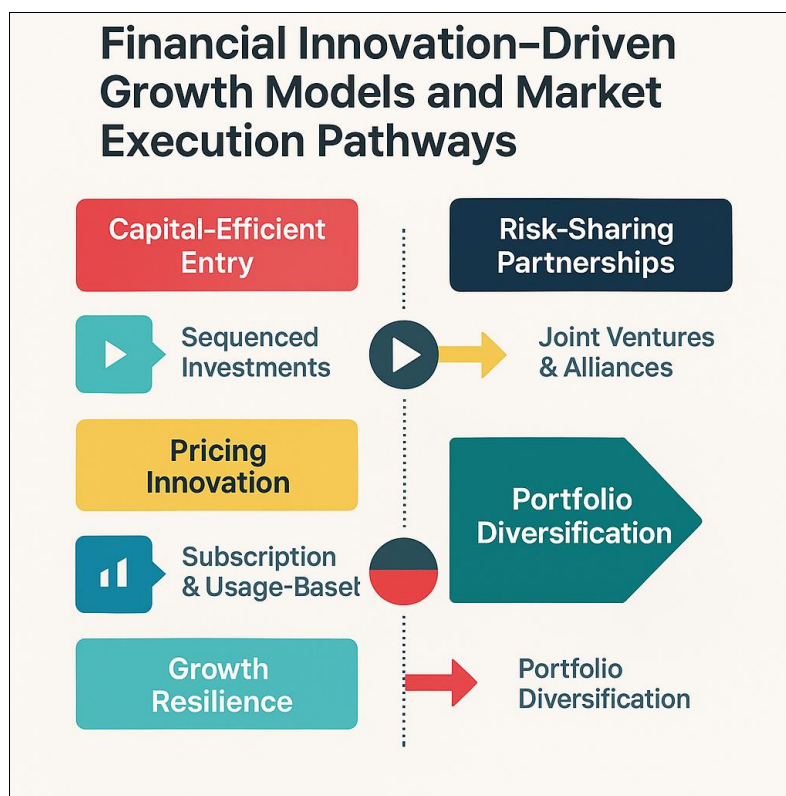 Financial Innovation–Driven
Growth Models and Market
Execution Pathways
Capital-Efficient
Entry
Risk-Sharing
Partnerships
Sequenced
Investments
Joint Ventures
& Alliances
Pricing
Innovation
Portfolio
Diversification
Subscription
& Usage-Baset
Growth
Resilience
Portfolio
Diversification